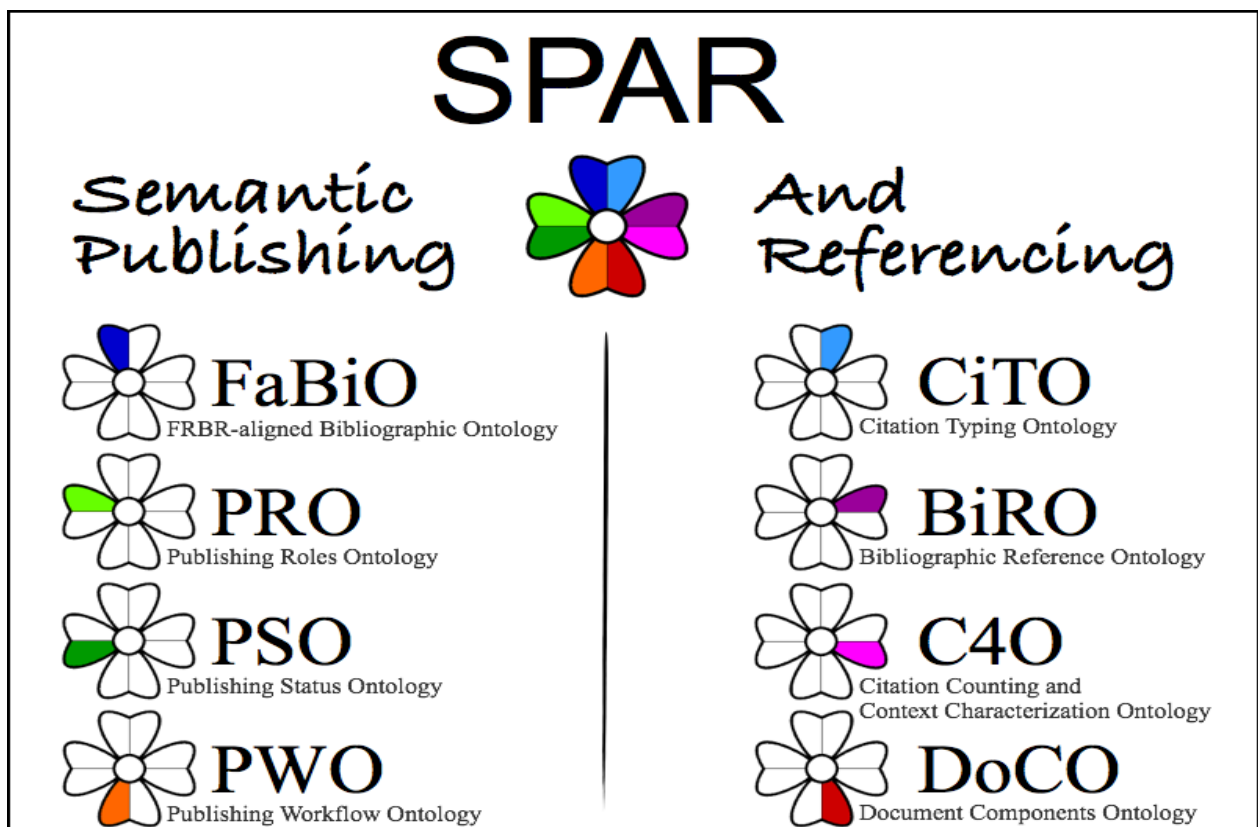 SPAR
Semantic
Publishing
And
Referencing
FaBiO
FRBR-aligned Bibliographic Ontology
PRO
Publishing Roles Ontology
PSO
Publishing Status Ontology
PWO
Publishing Workflow Ontology
CiTO
Citation Typing Ontology
BiRO
Bibliographic Reference Ontology
C4O
Citation Counting and
Context Characterization Ontology
DoCO
Document Components Ontology